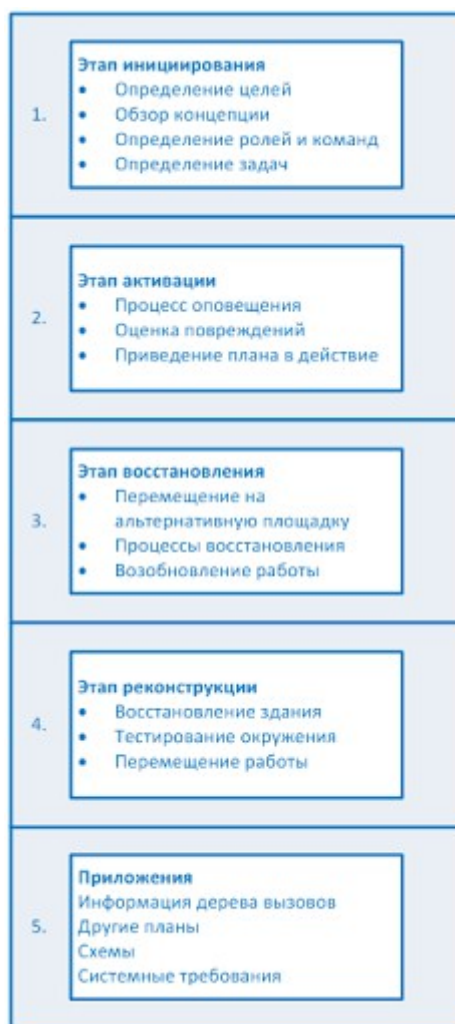 1.
Этап инициирования
• Определение целей
• Обзор концепции
• Определение ролей и команд
• Определение задач
2.
Этап активации
• Процесс оповещения
• Оценка повреждений
• Приведение плана в действие
3.
Этап восстановления
• Перемещение на
альтернативную площадку
• Процессы восстановления
• Возобновление работы
4.
Этап реконструкции
• Восстановление здания
• Тестирование окружения
• Перемещение работы
5.
Приложения
Информация дерева вызовов
Другие планы
Схемы
Системные требования